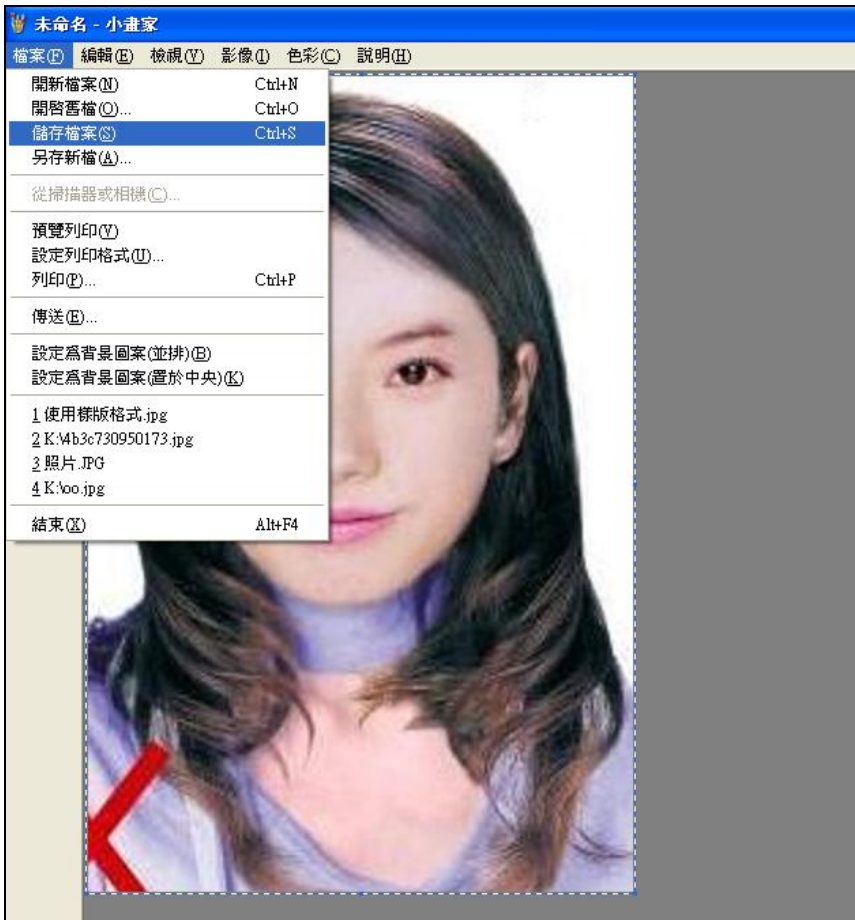 未命名 - 小畫家
檔案(F) 編輯(E) 檢視(V) 影像(I) 色彩(C) 說明(H)
開新檔案(N) Ctrl+N
開啓舊檔(O)... Ctrl+O
儲存檔案(S) Ctrl+S
另存新檔(A)...
從掃描器或相機(C)...
預覽列印(V)
設定列印格式(U)...
列印(P)... Ctrl+P
傳送(E)...
設定爲背景圖案(並排)(B)
設定爲背景圖案(置於中央)(K)
1 使用樣版格式.jpg
2 K:\4b3c730950173.jpg
3 照片.JPG
4 K:\oo.jpg
結束(X) Alt+F4